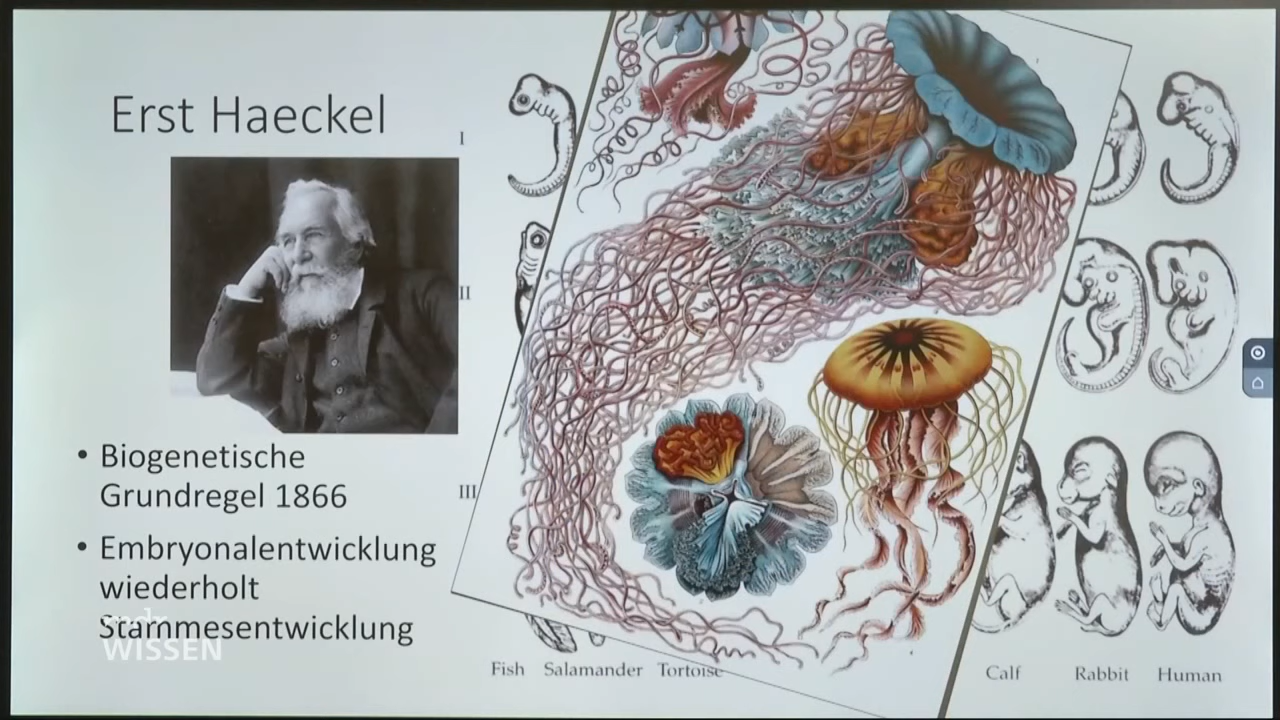 Erst Haeckel
I
II
III
• Biogenetische
Grundregel 1866
• Embryonalentwicklung
wiederholt
Stammesentwicklung
WISSEN
Fish Salamander Tortoise Calf Rabbit Human